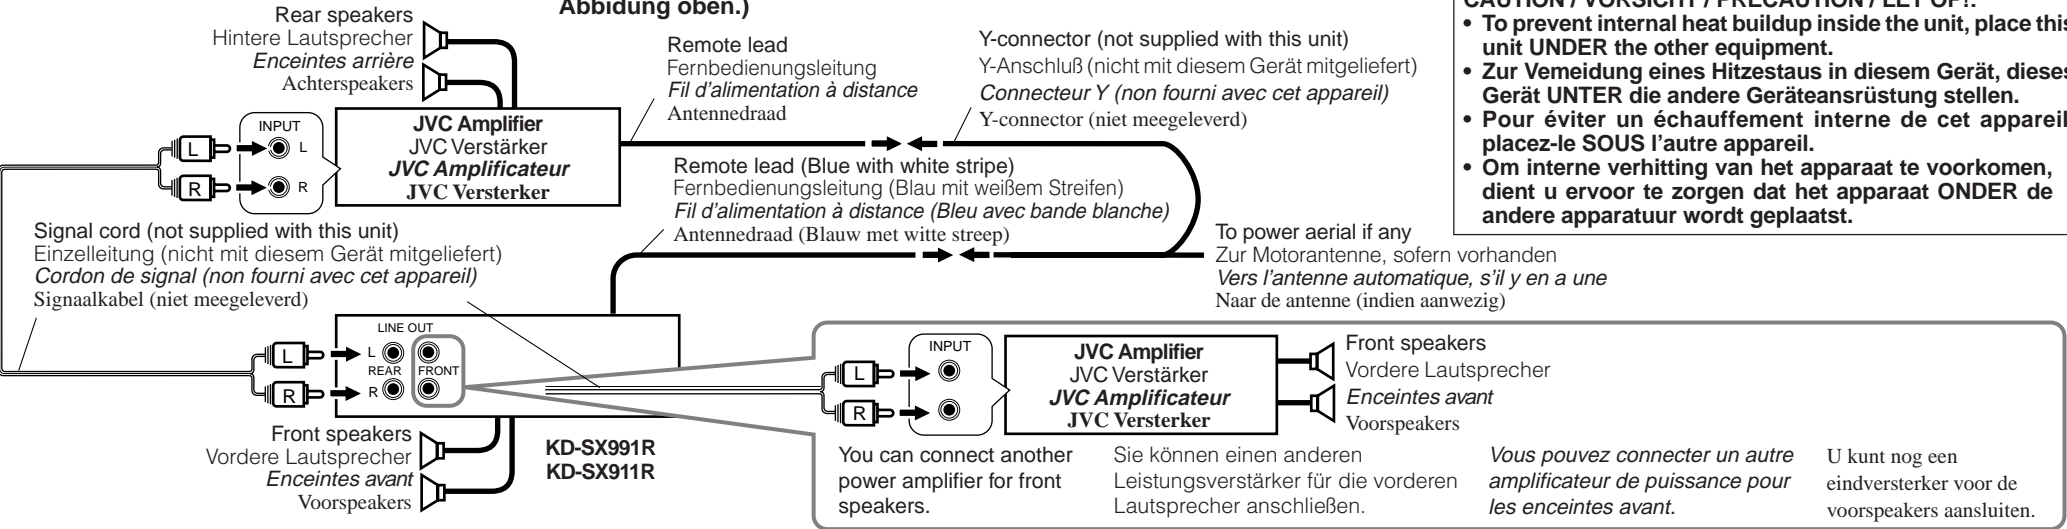 Abbidung oben.)
CAUTION / VORSICHT / PRECAUTION / LET OP!:
• To prevent internal heat buildup inside the unit, place this
unit UNDER the other equipment.
• Zur Vemeidung eines Hitzestaus in diesem Gerät, dieses
Gerät UNTER die andere Geräteansrüstung stellen.
• Pour éviter un échauffement interne de cet appareil
placez-le SOUS l'autre appareil.
• Om interne verhitting van het apparaat te voorkomen,
dient u ervoor te zorgen dat het apparaat ONDER de
andere apparatuur wordt geplaatst.
Rear speakers
Hintere Lautsprecher
Enceintes arrière
Achterspeakers
Remote lead
Fernbedienungsleitung
Fil d'alimentation à distance
Antennedraad
Y-connector (not supplied with this unit)
Y-Anschluß (nicht mit diesem Gerät mitgeliefert)
Connecteur Y (non fourni avec cet appareil)
Y-connector (niet meegeleverd)
INPUT
L
L
R
R
JVC Amplifier
JVC Verstärker
JVC Amplificateur
JVC Versterker
Remote lead (Blue with white stripe)
Fernbedienungsleitung (Blau mit weißem Streifen)
Fil d'alimentation à distance (Bleu avec bande blanche)
Antennedraad (Blauw met witte streep)
Signal cord (not supplied with this unit)
Einzelleitung (nicht mit diesem Gerät mitgeliefert)
Cordon de signal (non fourni avec cet appareil)
Signaalkabel (niet meegeleverd)
To power aerial if any
Zur Motorantenne, sofern vorhanden
Vers l'antenne automatique, s'il y en a une
Naar de antenne (indien aanwezig)
LINE OUT
L
L
REAR
FRONT
R
R
Front speakers
Vordere Lautsprecher
Enceintes avant
Voorspeakers
KD-SX991R
KD-SX911R
INPUT
L
R
JVC Amplifier
JVC Verstärker
JVC Amplificateur
JVC Versterker
Front speakers
Vordere Lautsprecher
Enceintes avant
Voorspeakers
You can connect another
power amplifier for front
speakers.
Sie können einen anderen
Leistungsverstärker für die vorderen
Lautsprecher anschließen.
Vous pouvez connecter un autre
amplificateur de puissance pour
les enceintes avant.
U kunt nog een
eindversterker voor de
voorspeakers aansluiten.